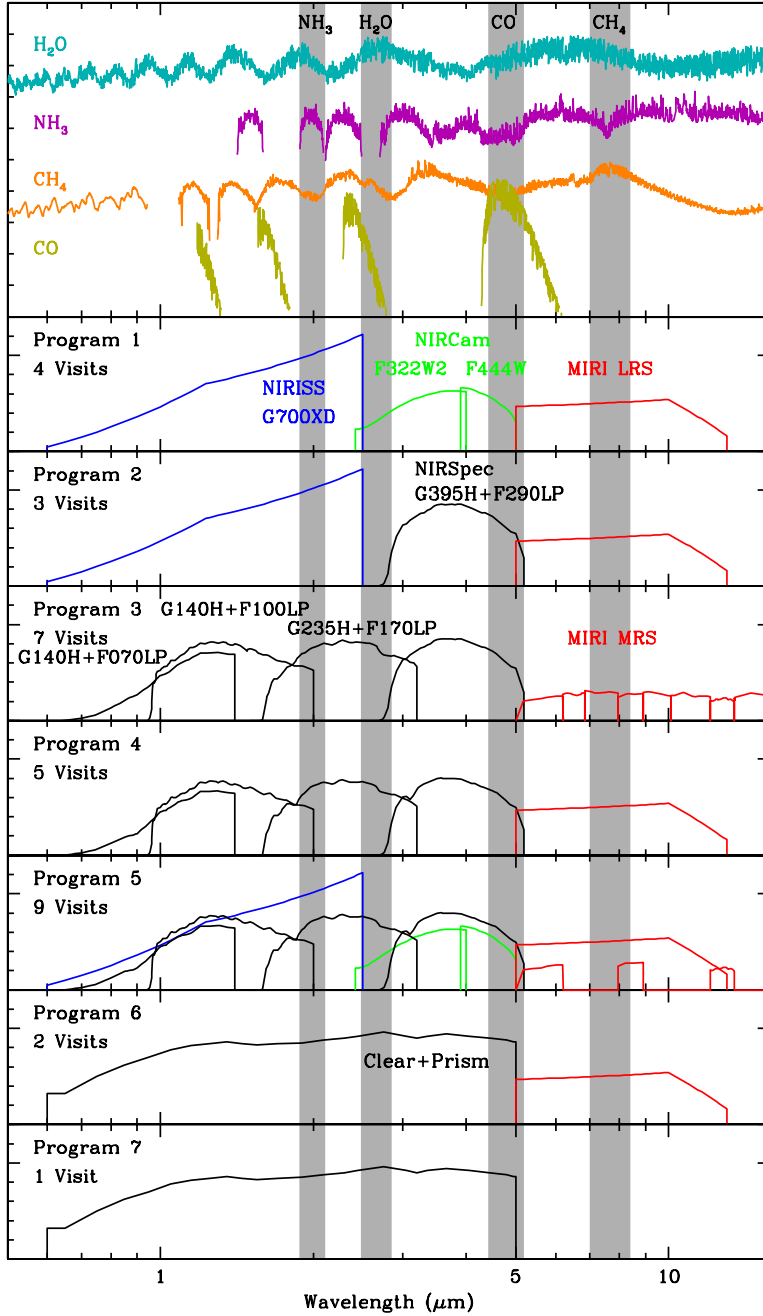 NH₃ H₂O CO CH₄
H₂O
NH₃
CH₄
CO
Program 1
4 Visits
NIRISS
G700XD
NIRCam
F322W2 F444W
MIRI LRS
Program 2
3 Visits
NIRSpec
G395H+F290LP
Program 3
7 Visits
G140H+F100LP
G140H+F070LP
G235H+F170LP
MIRI MRS
Program 4
5 Visits
Program 5
9 Visits
Program 6
2 Visits
Clear+Prism
Program 7
1 Visit
1 5 10
Wavelength (μm)